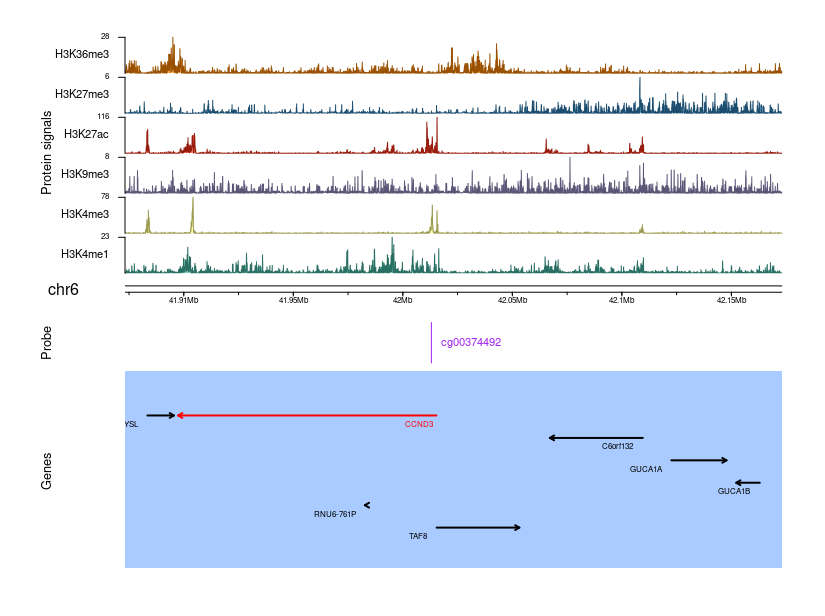 28
H3K36me3
6
H3K27me3
116
H3K27ac
8
H3K9me3
78
H3K4me3
23
H3K4me1
Protein signals
chr6
41.91Mb 41.95Mb 42Mb 42.05Mb 42.1Mb 42.15Mb
Probe
cg00374492
Genes
YSL
CCND3
C6orf132
GUCA1A
GUCA1B
RNU6-761P
TAF8